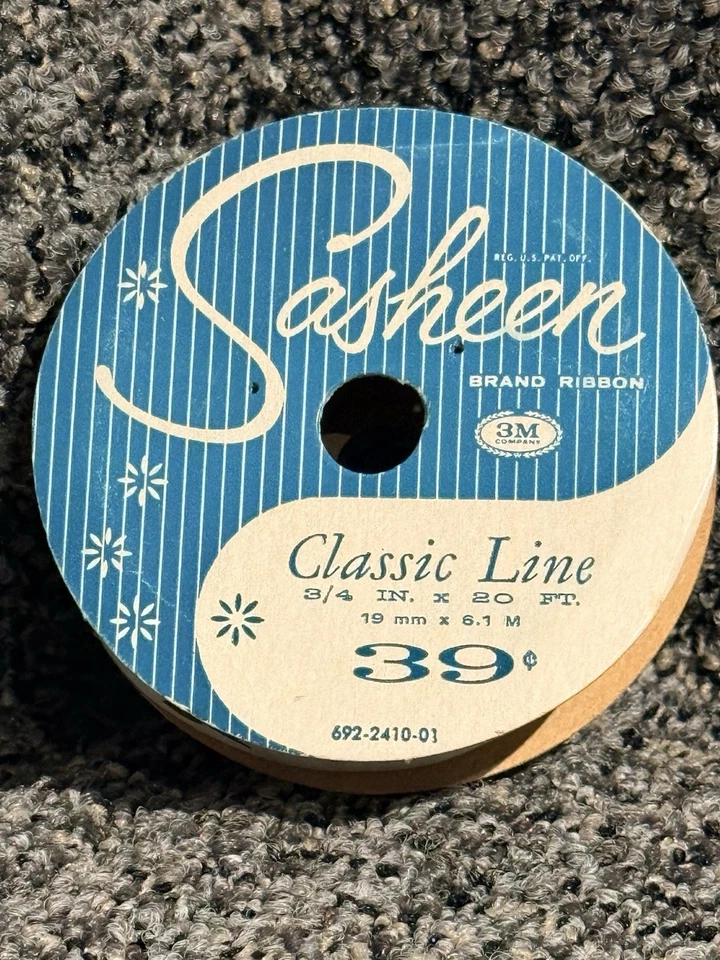 Sasheen
REG. U.S. PAT. OFF.
BRAND RIBBON
3M
COMPANY
Classic Line
3/4 IN. x 20 FT.
19 mm x 6.1 M
39¢
692-2410-01